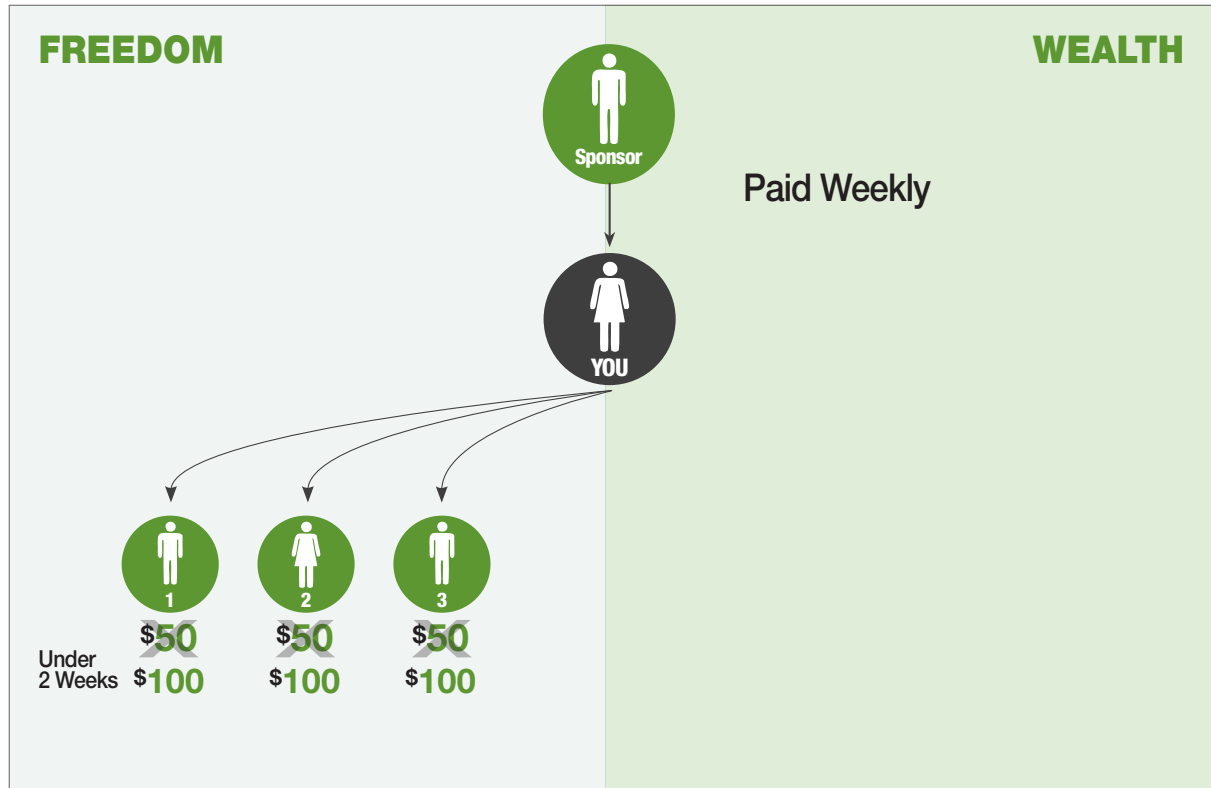 FREEDOM
WEALTH
Sponsor
Paid Weekly
YOU
1
2
3
$50
$50
$50
Under
2 Weeks
$100
$100
$100